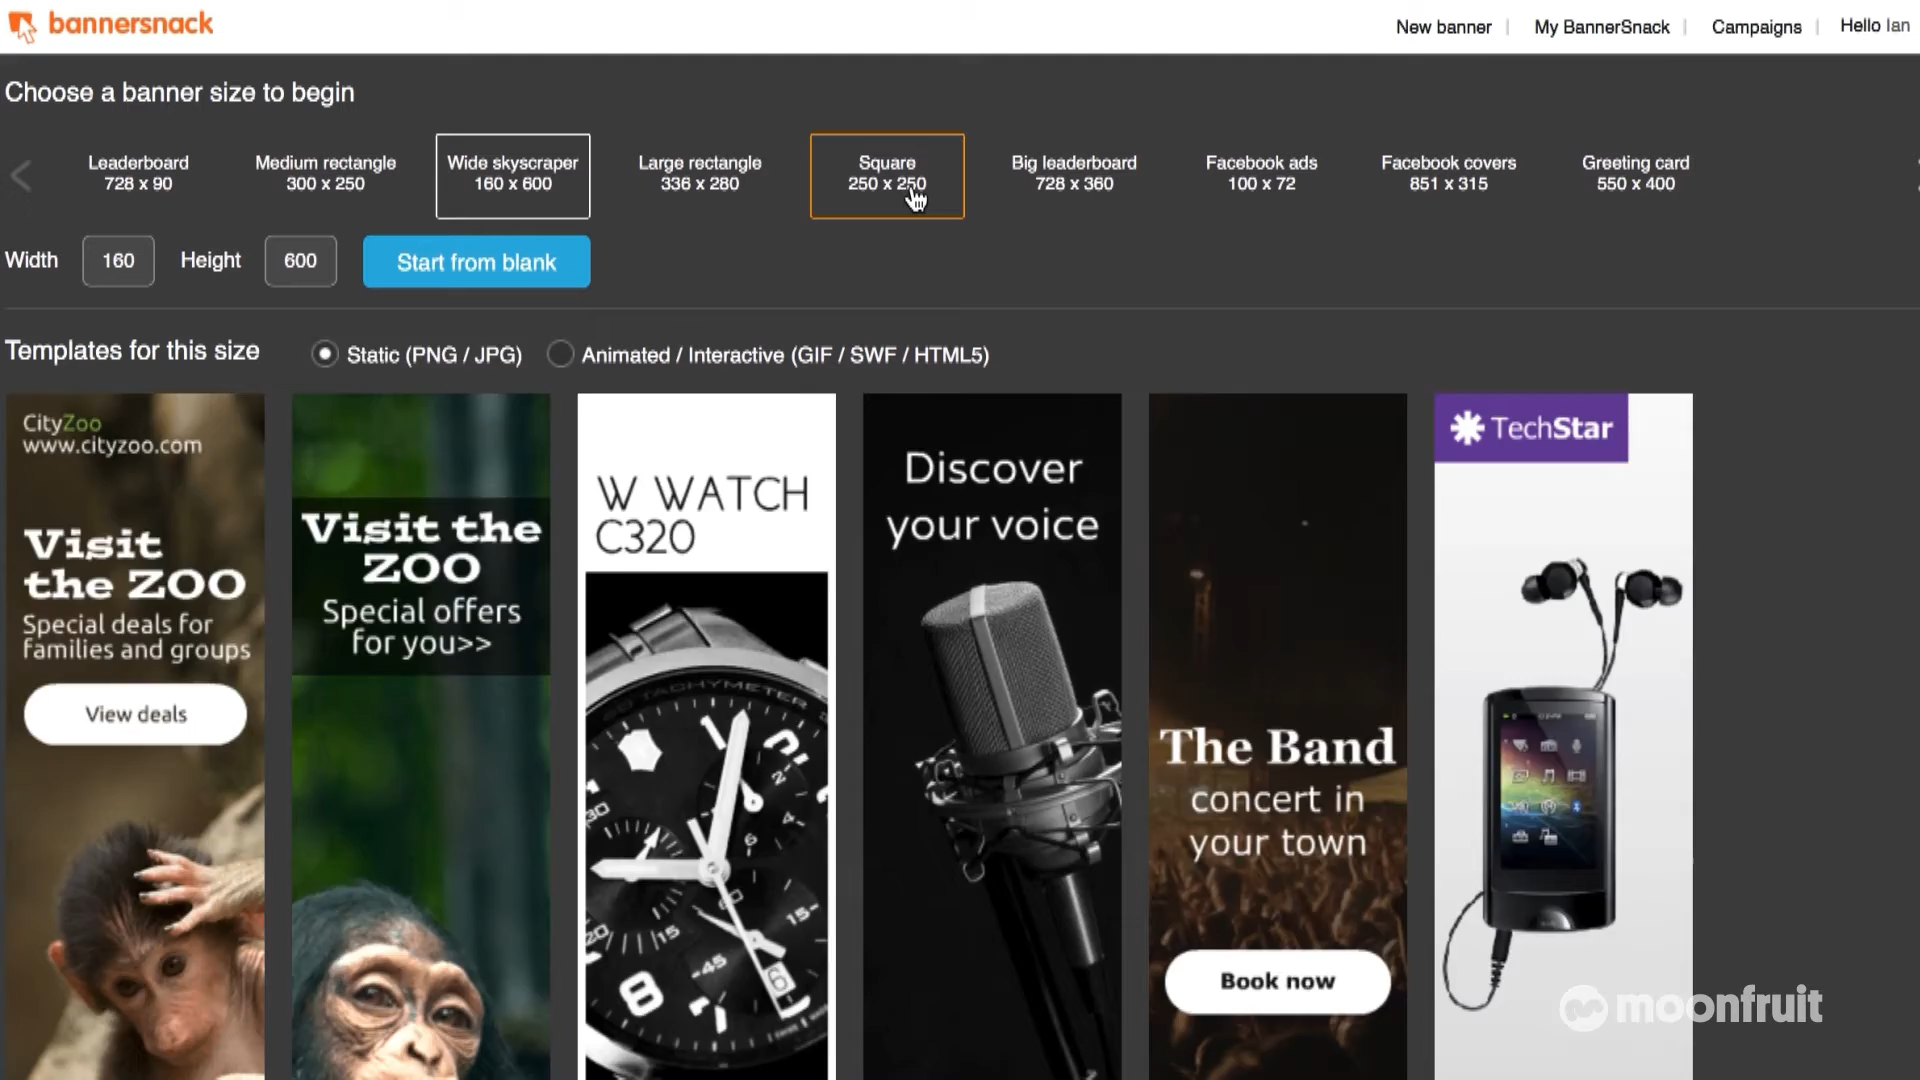 bannersnack
New banner | My BannerSnack | Campaigns | Hello Ian
Choose a banner size to begin
Leaderboard
728 x 90
Medium rectangle
300 x 250
Wide skyscraper
160 x 600
Large rectangle
336 x 280
Square
250 x 250
Big leaderboard
728 x 360
Facebook ads
100 x 72
Facebook covers
851 x 315
Greeting card
550 x 400
Width 160 Height 600 Start from blank
Templates for this size Static (PNG / JPG) Animated / Interactive (GIF / SWF / HTML5)
CityZoo
www.cityzoo.com
Visit
the ZOO
Special deals for
families and groups
View deals
Visit the
ZOO
Special offers
for you>>
W WATCH
C320
TACHYMETER
Discover
your voice
The Band
concert in
your town
Book now
TechStar
moonfruit